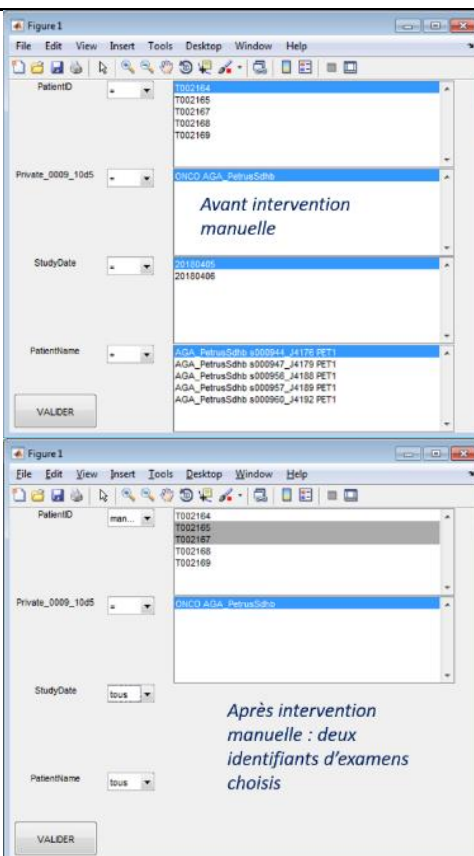 Figure 1
File Edit View Insert Tools Desktop Window Help
PatientID
=
T002164
T002165
T002167
T002168
T002169
Private_0009_10d5
=
ONCO AGA_PetrusSdhb
Avant intervention
manuelle
StudyDate
=
20180405
20180406
PatientName
=
AGA_PetrusSdhb s000944_J4176 PET1
AGA_PetrusSdhb s000947_J4179 PET1
AGA_PetrusSdhb s000956_J4188 PET1
AGA_PetrusSdhb s000957_J4189 PET1
AGA_PetrusSdhb s000960_J4192 PET1
VALIDER
Figure 1
File Edit View Insert Tools Desktop Window Help
PatientID
man...
T002164
T002165
T002167
T002168
T002169
Private_0009_10d5
=
ONCO AGA_PetrusSdhb
StudyDate
tous
Après intervention
manuelle : deux
identifiants d'examens
choisis
PatientName
tous
VALIDER